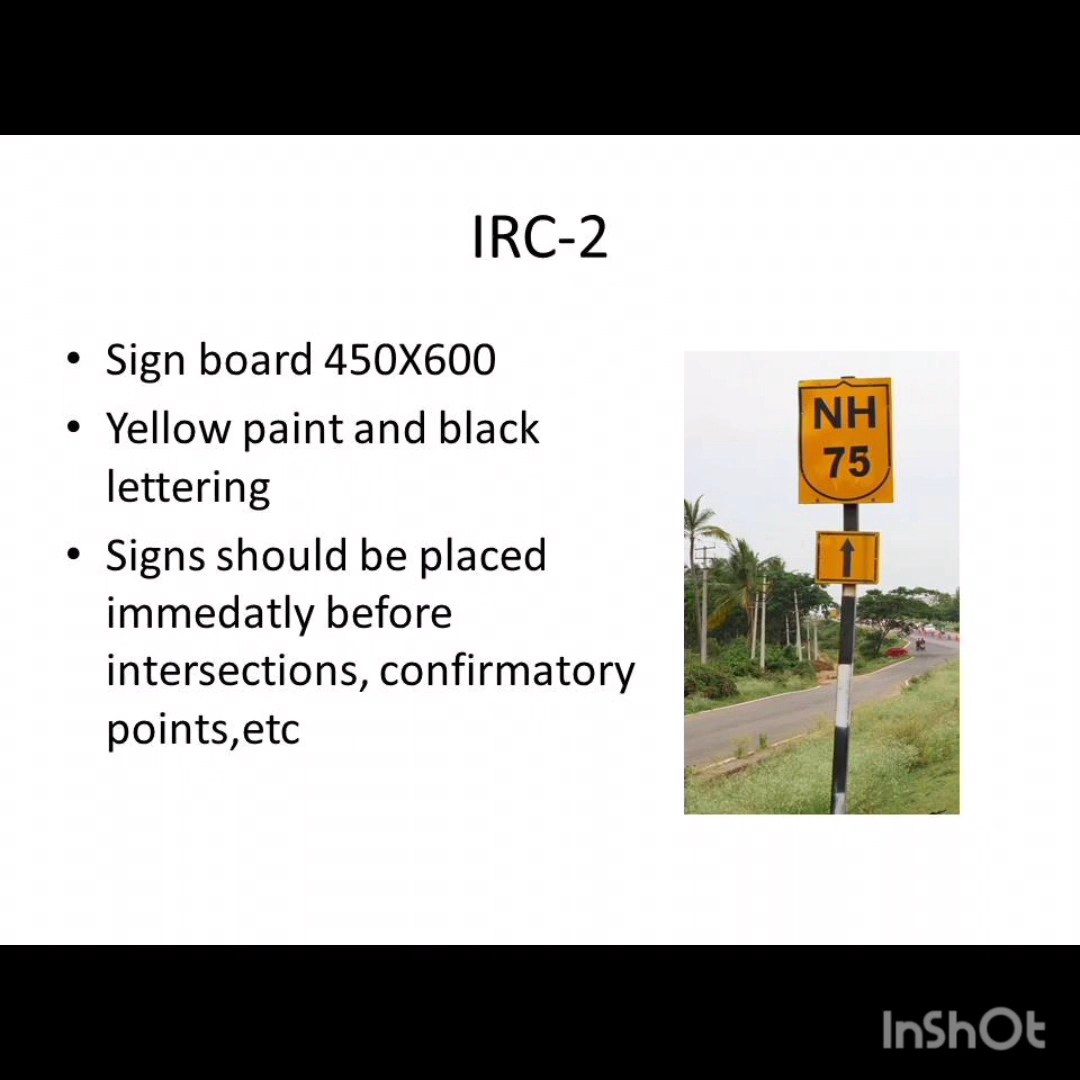 IRC-2
• Sign board 450X600
• Yellow paint and black
lettering
• Signs should be placed
immedatly before
intersections, confirmatory
points,etc
NH
75
InShOt